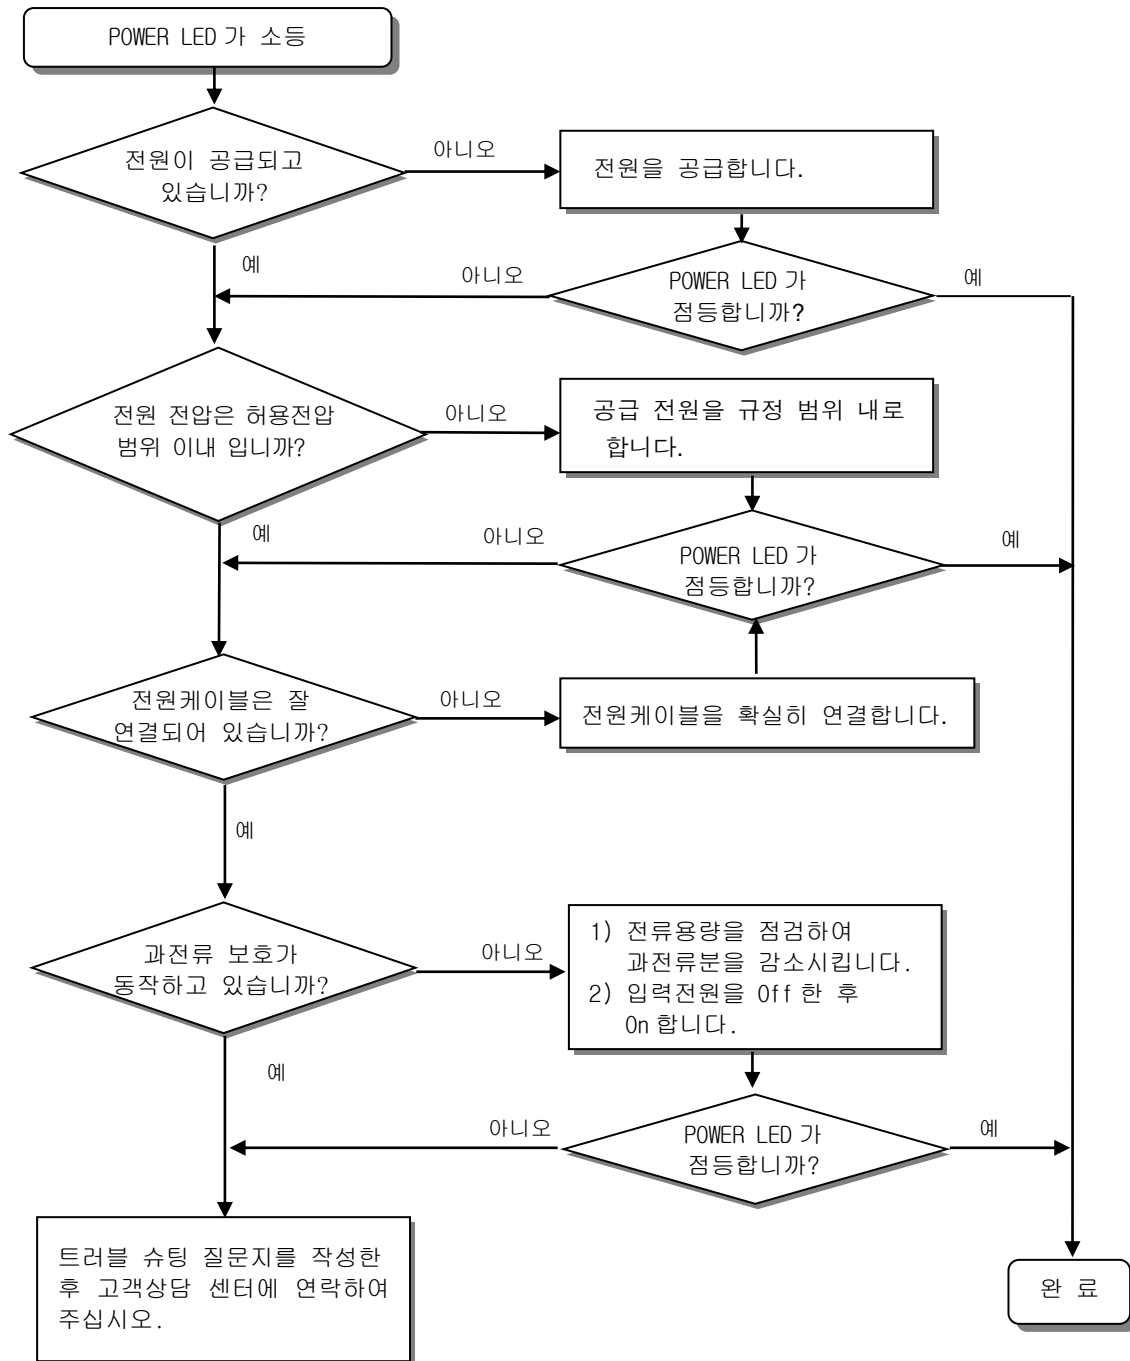 POWER LED 가 소등
전원이 공급되고
있습니까?
아니오
전원을 공급합니다.
예
아니오
POWER LED 가
점등합니까?
예
전원 전압은 허용전압
범위 이내 입니까?
아니오
공급 전원을 규정 범위 내로
합니다.
예
아니오
POWER LED 가
점등합니까?
예
전원케이블은 잘
연결되어 있습니까?
아니오
전원케이블을 확실히 연결합니다.
예
과전류 보호가
동작하고 있습니까?
아니오
1) 전류용량을 점검하여
과전류분을 감소시킵니다.
2) 입력전원을 Off 한 후
On 합니다.
예
아니오
POWER LED 가
점등합니까?
예
트러블 슈팅 질문지를 작성한
후 고객상담 센터에 연락하여
주십시오.
완 료